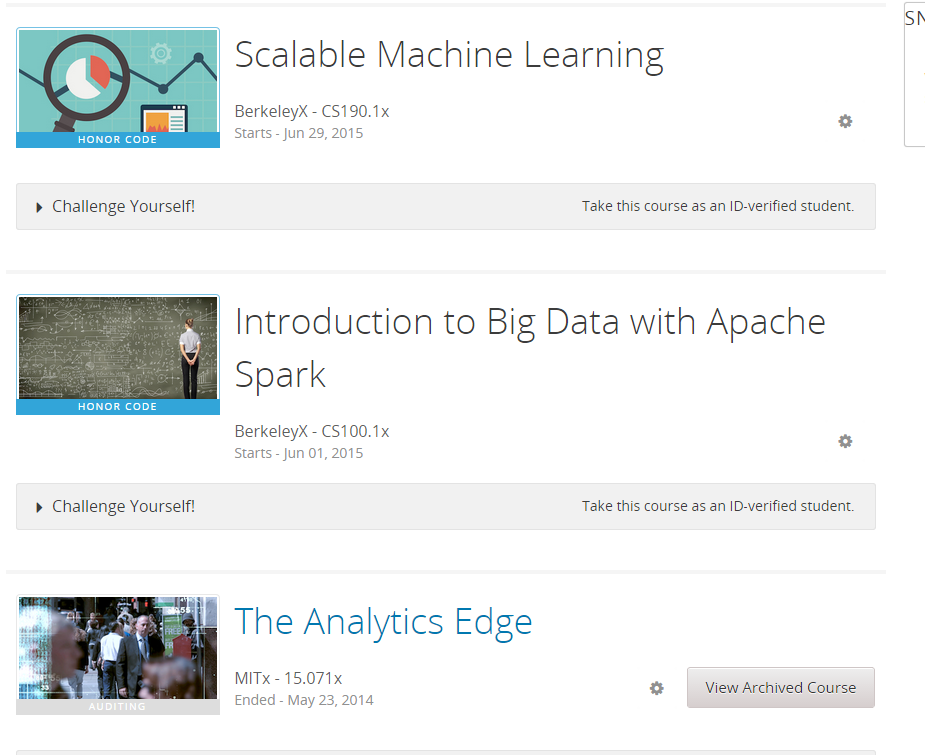 SN
Scalable Machine Learning
BerkeleyX - CS190.1x
Starts - Jun 29, 2015
HONOR CODE
Challenge Yourself!
Take this course as an ID-verified student.
Introduction to Big Data with Apache
Spark
HONOR CODE
BerkeleyX - CS100.1x
Starts - Jun 01, 2015
Challenge Yourself!
Take this course as an ID-verified student.
The Analytics Edge
MITx - 15.071x
Ended - May 23, 2014
View Archived Course
AUDITING